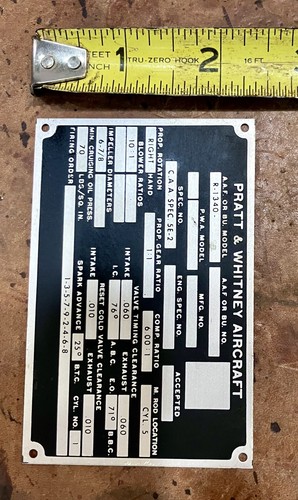 FEET
INCH
1
TRU-ZERO HOOK
2
16 FT
PRATT & WHITNEY AIRCRAFT
A.A.F. OR BU. MODEL
A.A.F. OR BU. NO.
R-1340-
P.W.A. MODEL
MFG. NO.
SPEC. NO.
ENG. SPEC. NO.
C.A.A. SPEC. 5E-2
ACCEPTED
PROP. ROTATION
PROP. GEAR RATIO
COMP. RATIO
M. ROD LOCATION
RIGHT HAND
1:1
6.00:1
CYL. 5
BLOWER RATIOS
VALVE TIMING CLEARANCE
10:1
INTAKE
.060
EXHAUST
.060
IMPELLER DIAMETERS
I.C.
76°
A.B.C.
E.O.
71°
B.B.C.
6-7/8
RESET COLD VALVE CLEARANCE
MIN. CRUISING OIL PRESS.
INTAKE
.010
EXHAUST
.010
70
LBS/SQ. IN.
SPARK ADVANCE
25°
B.T.C.
CYL. NO.
1
FIRING ORDER
1-3-5-7-9-2-4-6-8